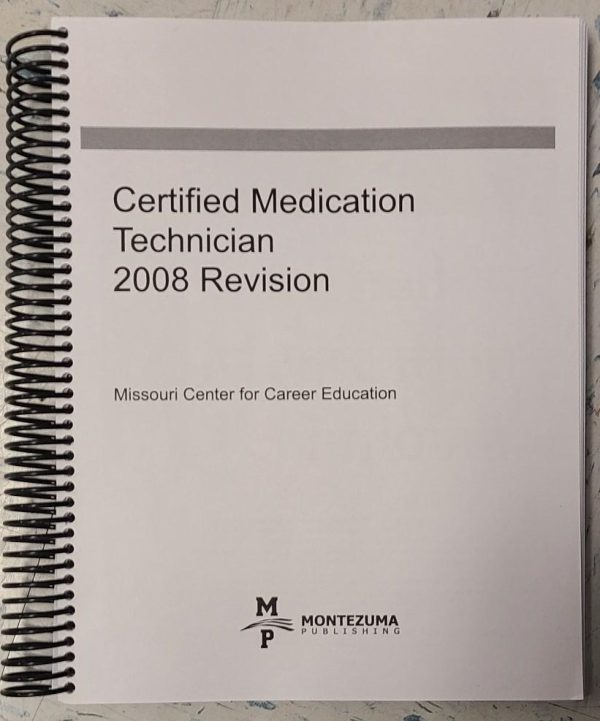 Certified Medication
Technician
2008 Revision
Missouri Center for Career Education
M
P
MONTEZUMA
PUBLISHING